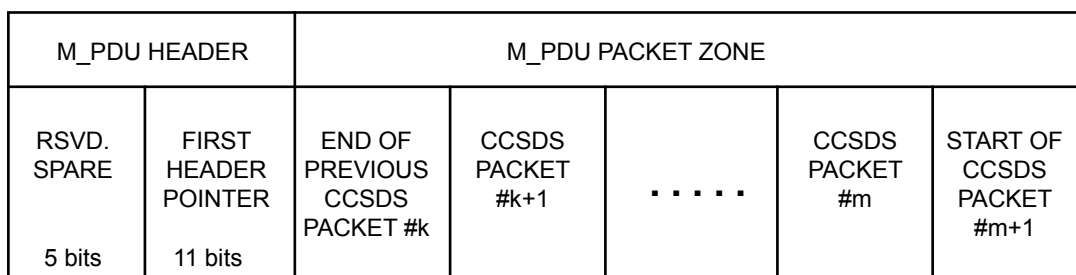 M_PDU HEADER
M_PDU PACKET ZONE
RSVD.
SPARE
5 bits
FIRST
HEADER
POINTER
11 bits
END OF
PREVIOUS
CCSDS
PACKET #k
CCSDS
PACKET
#k+1
. . . . .
CCSDS
PACKET
#m
START OF
CCSDS
PACKET
#m+1